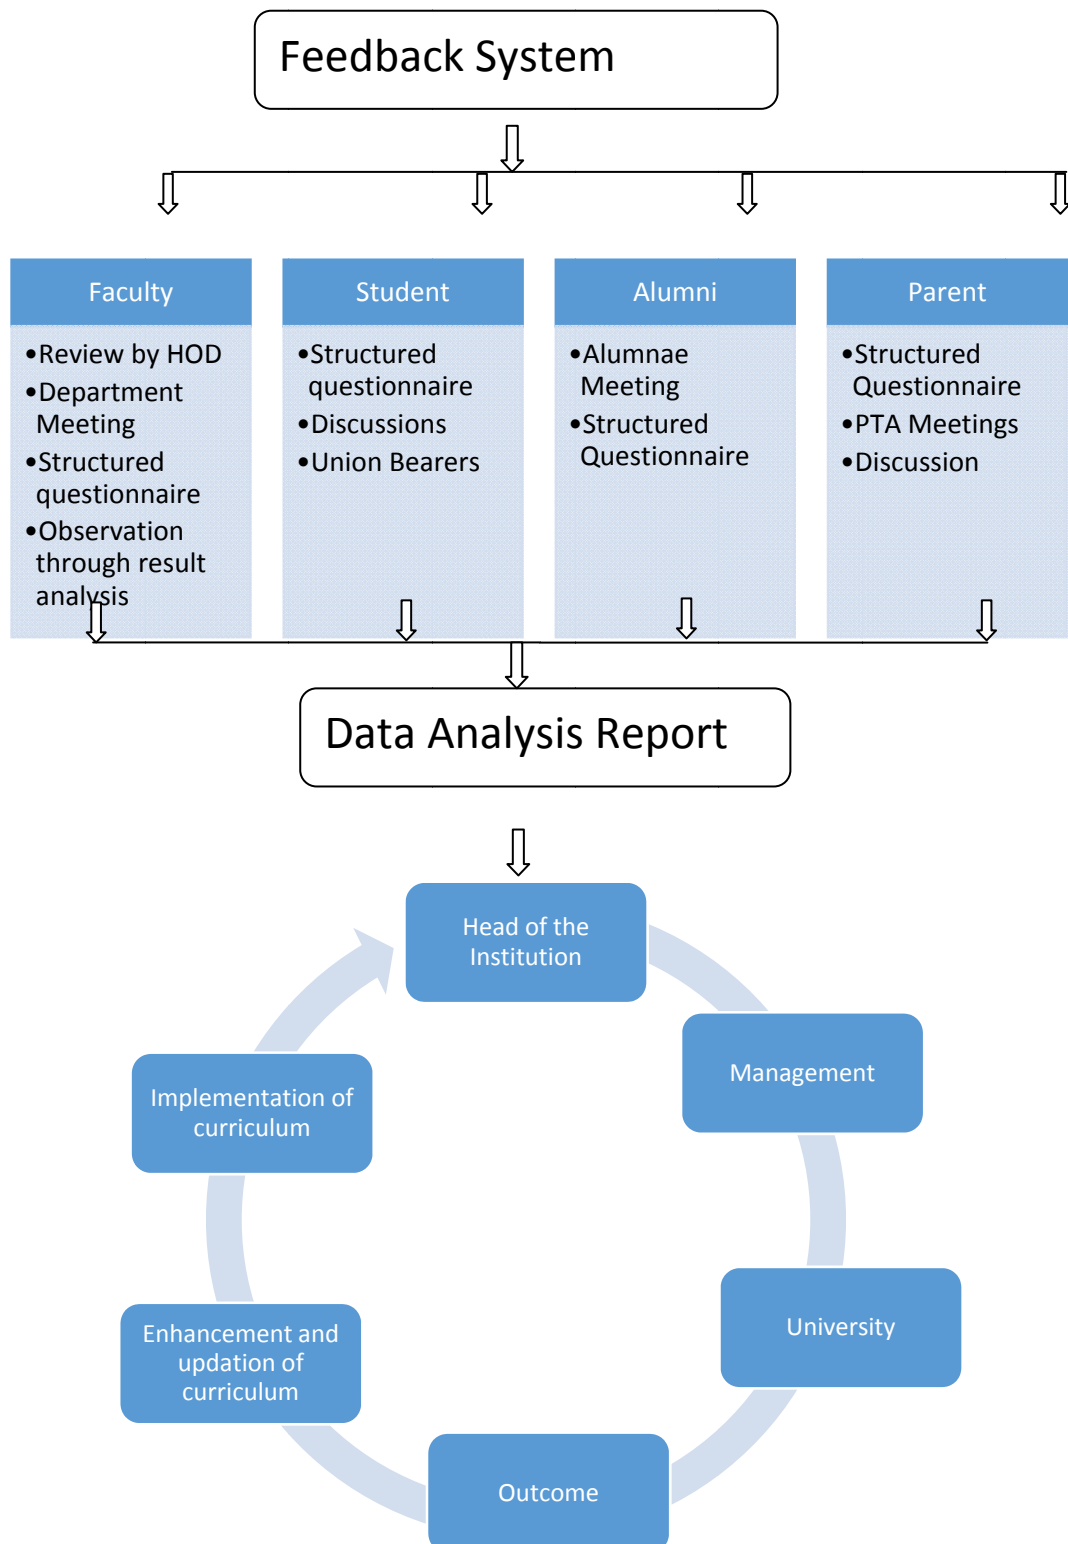 Feedback System
Faculty
•Review by HOD
•Department
Meeting
•Structured
questionnaire
•Observation
through result
analysis
Student
•Structured
questionnaire
•Discussions
•Union Bearers
Alumni
•Alumnae
Meeting
•Structured
Questionnaire
Parent
•Structured
Questionnaire
•PTA Meetings
•Discussion
Data Analysis Report
Head of the
Institution
Management
University
Outcome
Enhancement and
updation of
curriculum
Implementation of
curriculum